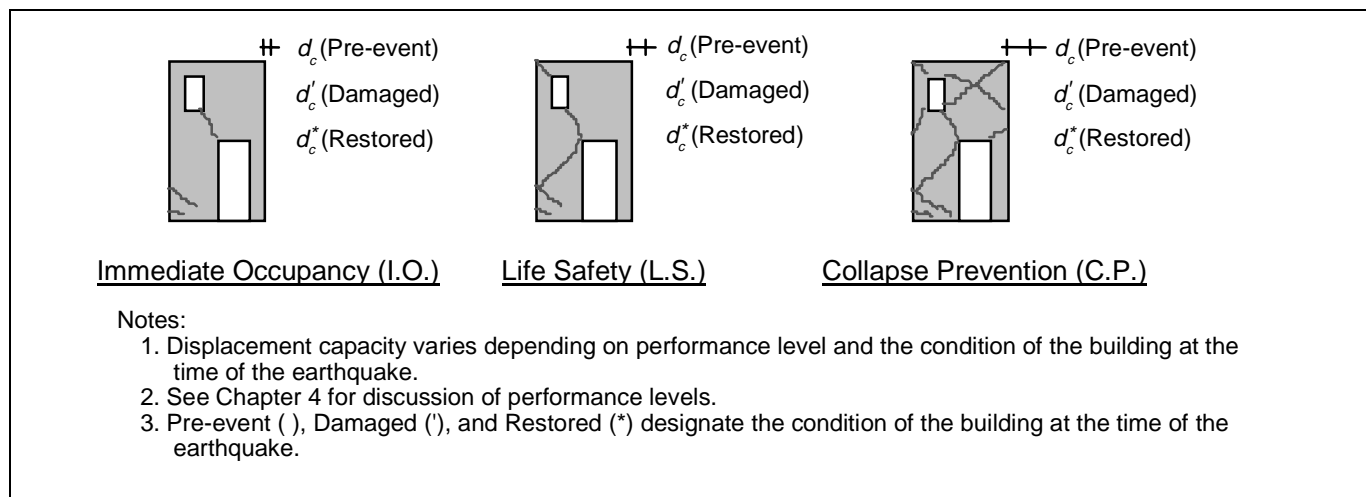 d_c (Pre-event)
d'_c (Damaged)
d*_c (Restored)
Immediate Occupancy (I.O.)
d_c (Pre-event)
d'_c (Damaged)
d*_c (Restored)
Life Safety (L.S.)
d_c (Pre-event)
d'_c (Damaged)
d*_c (Restored)
Collapse Prevention (C.P.)
Notes:
1. Displacement capacity varies depending on performance level and the condition of the building at the
time of the earthquake.
2. See Chapter 4 for discussion of performance levels.
3. Pre-event ( ), Damaged ('), and Restored (*) designate the condition of the building at the time of the
earthquake.